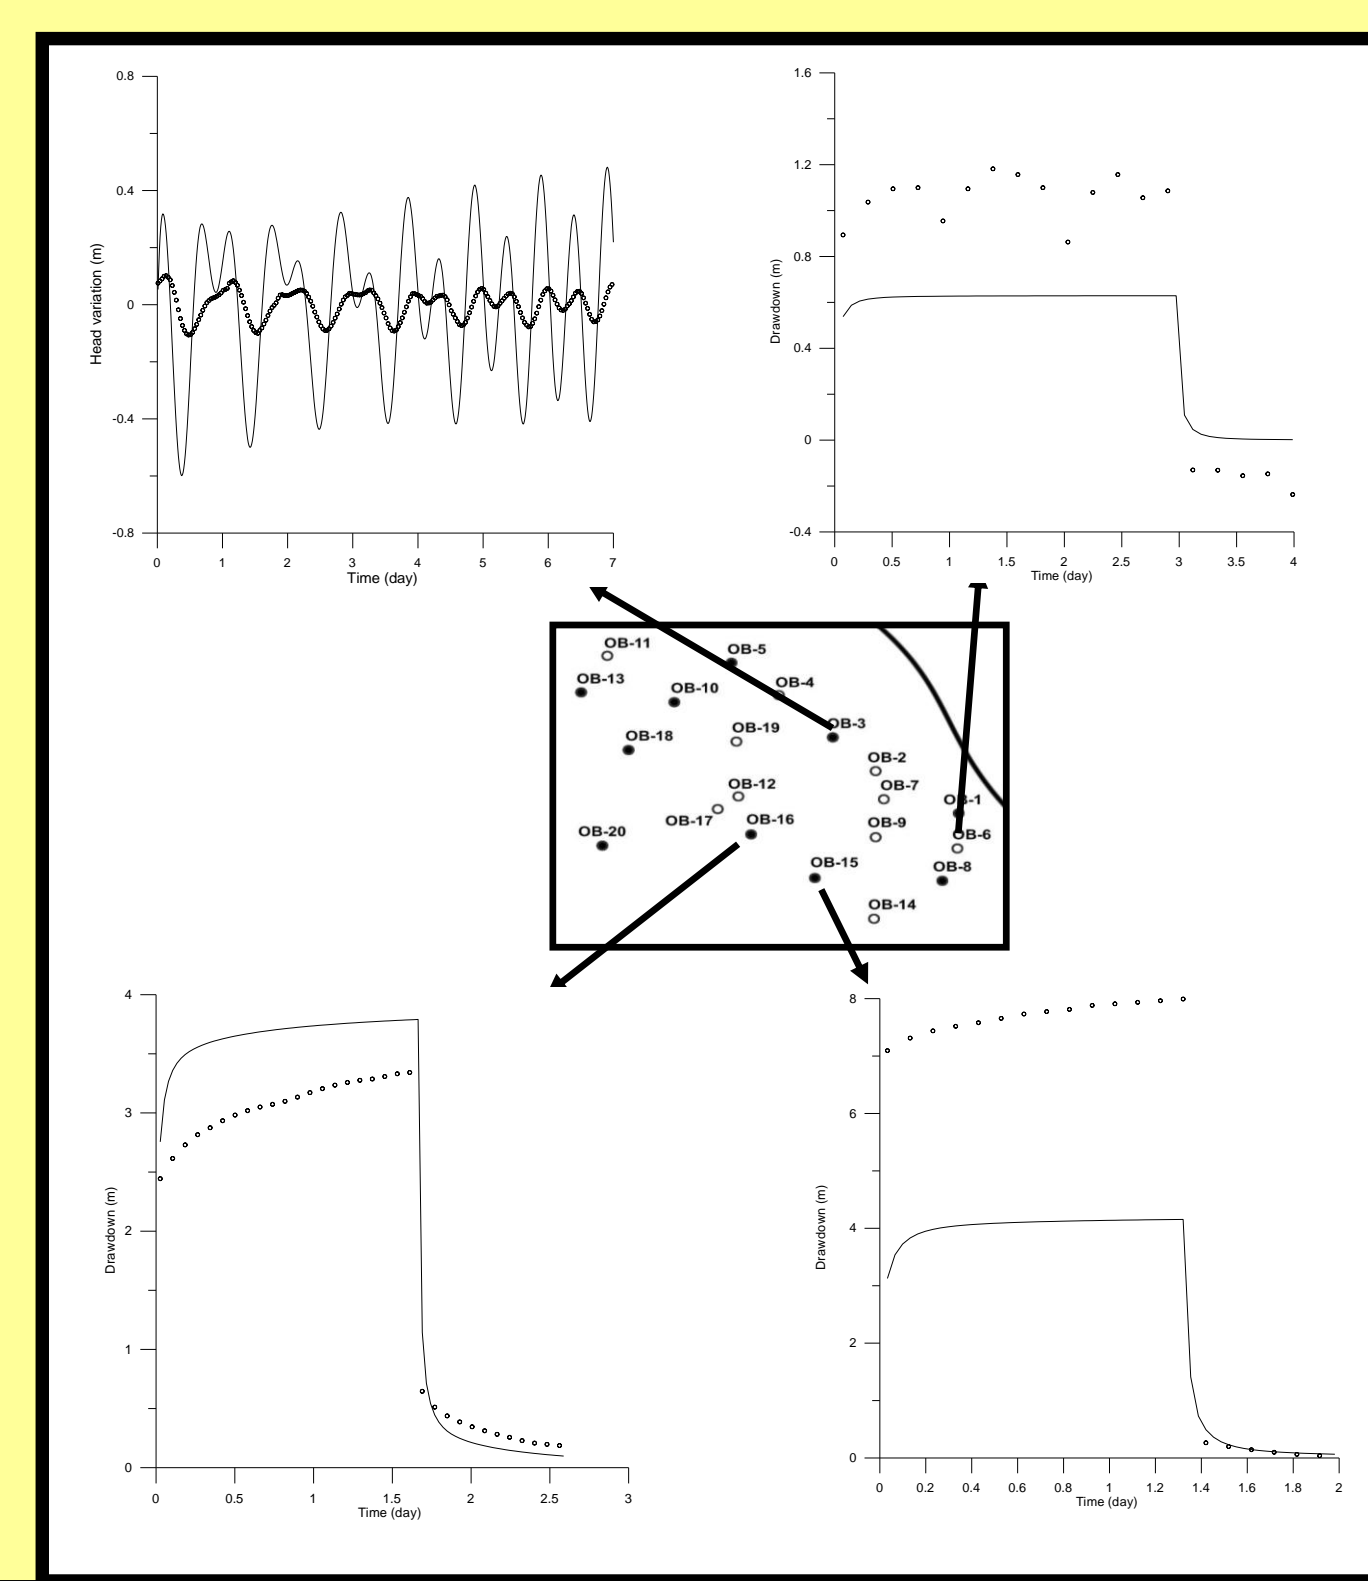 0.8
0.4
0
-0.4
-0.8
Head variation (m)
0 1 2 3 4 5 6 7
Time (day)
1.6
1.2
0.8
0.4
0
-0.4
Drawdown (m)
0 0.5 1 1.5 2 2.5 3 3.5 4
Time (day)
OB-11
OB-5
OB-13
OB-10
OB-4
OB-3
OB-19
OB-18
OB-2
OB-12
OB-7
OB-1
OB-17
OB-16
OB-9
OB-20
OB-6
OB-15
OB-8
OB-14
4
3
2
1
0
Drawdown (m)
0 0.5 1 1.5 2 2.5 3
Time (day)
8
6
4
2
0
Drawdown (m)
0 0.2 0.4 0.6 0.8 1 1.2 1.4 1.6 1.8 2
Time (day)